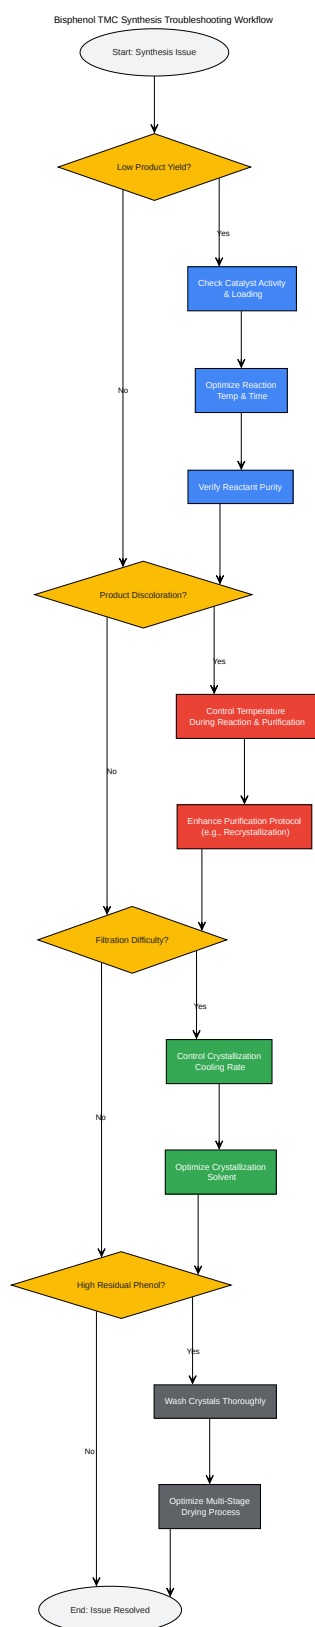 Bisphenol TMC Synthesis Troubleshooting Workflow
Start: Synthesis Issue
Low Product Yield?
Yes
Check Catalyst Activity
& Loading
No
Optimize Reaction
Temp & Time
Verify Reactant Purity
Product Discoloration?
Yes
Control Temperature
During Reaction & Purification
No
Enhance Purification Protocol
(e.g., Recrystallization)
Filtration Difficulty?
Yes
Control Crystallization
Cooling Rate
No
Optimize Crystallization
Solvent
High Residual Phenol?
Yes
Wash Crystals Thoroughly
No
Optimize Multi-Stage
Drying Process
End: Issue Resolved